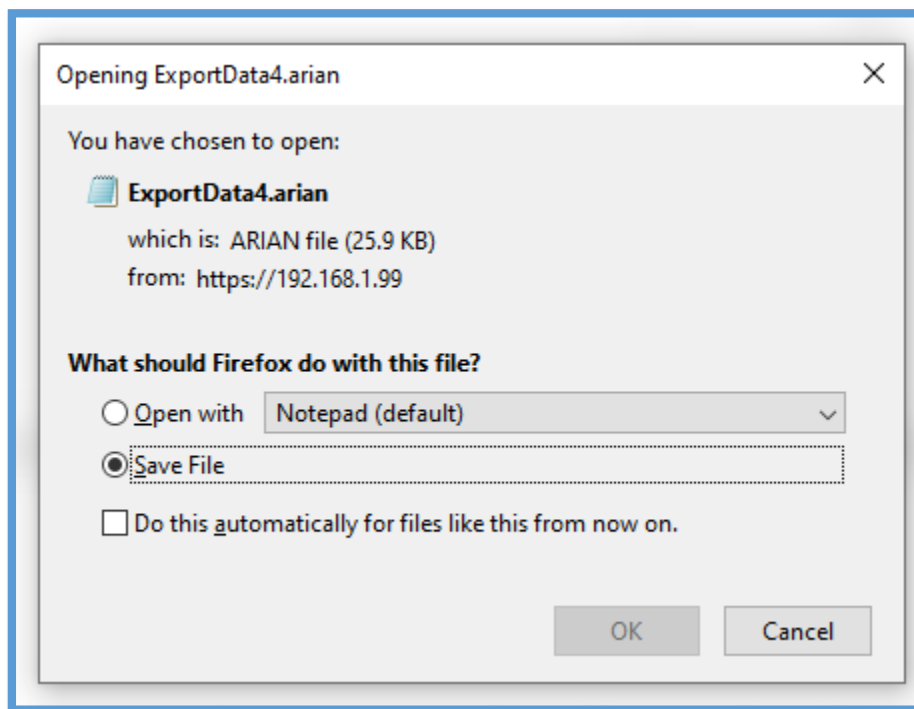 Opening ExportData4.arian
You have chosen to open:
ExportData4.arian
which is: ARIAN file (25.9 KB)
from: https://192.168.1.99
What should Firefox do with this file?
Open with Notepad (default)
Save File
Do this automatically for files like this from now on.
OK Cancel